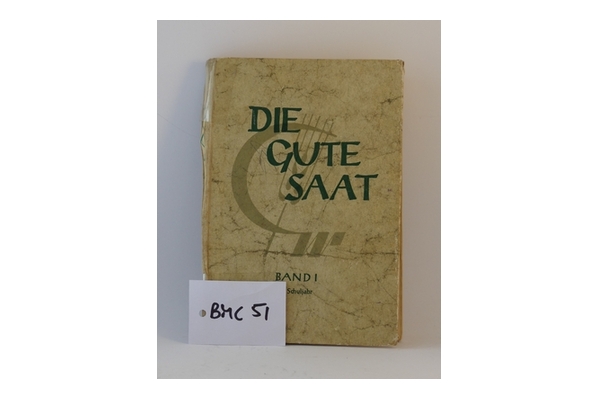 DIE
GUTE
SAAT
BAND I
Schuljahr
BMC 51